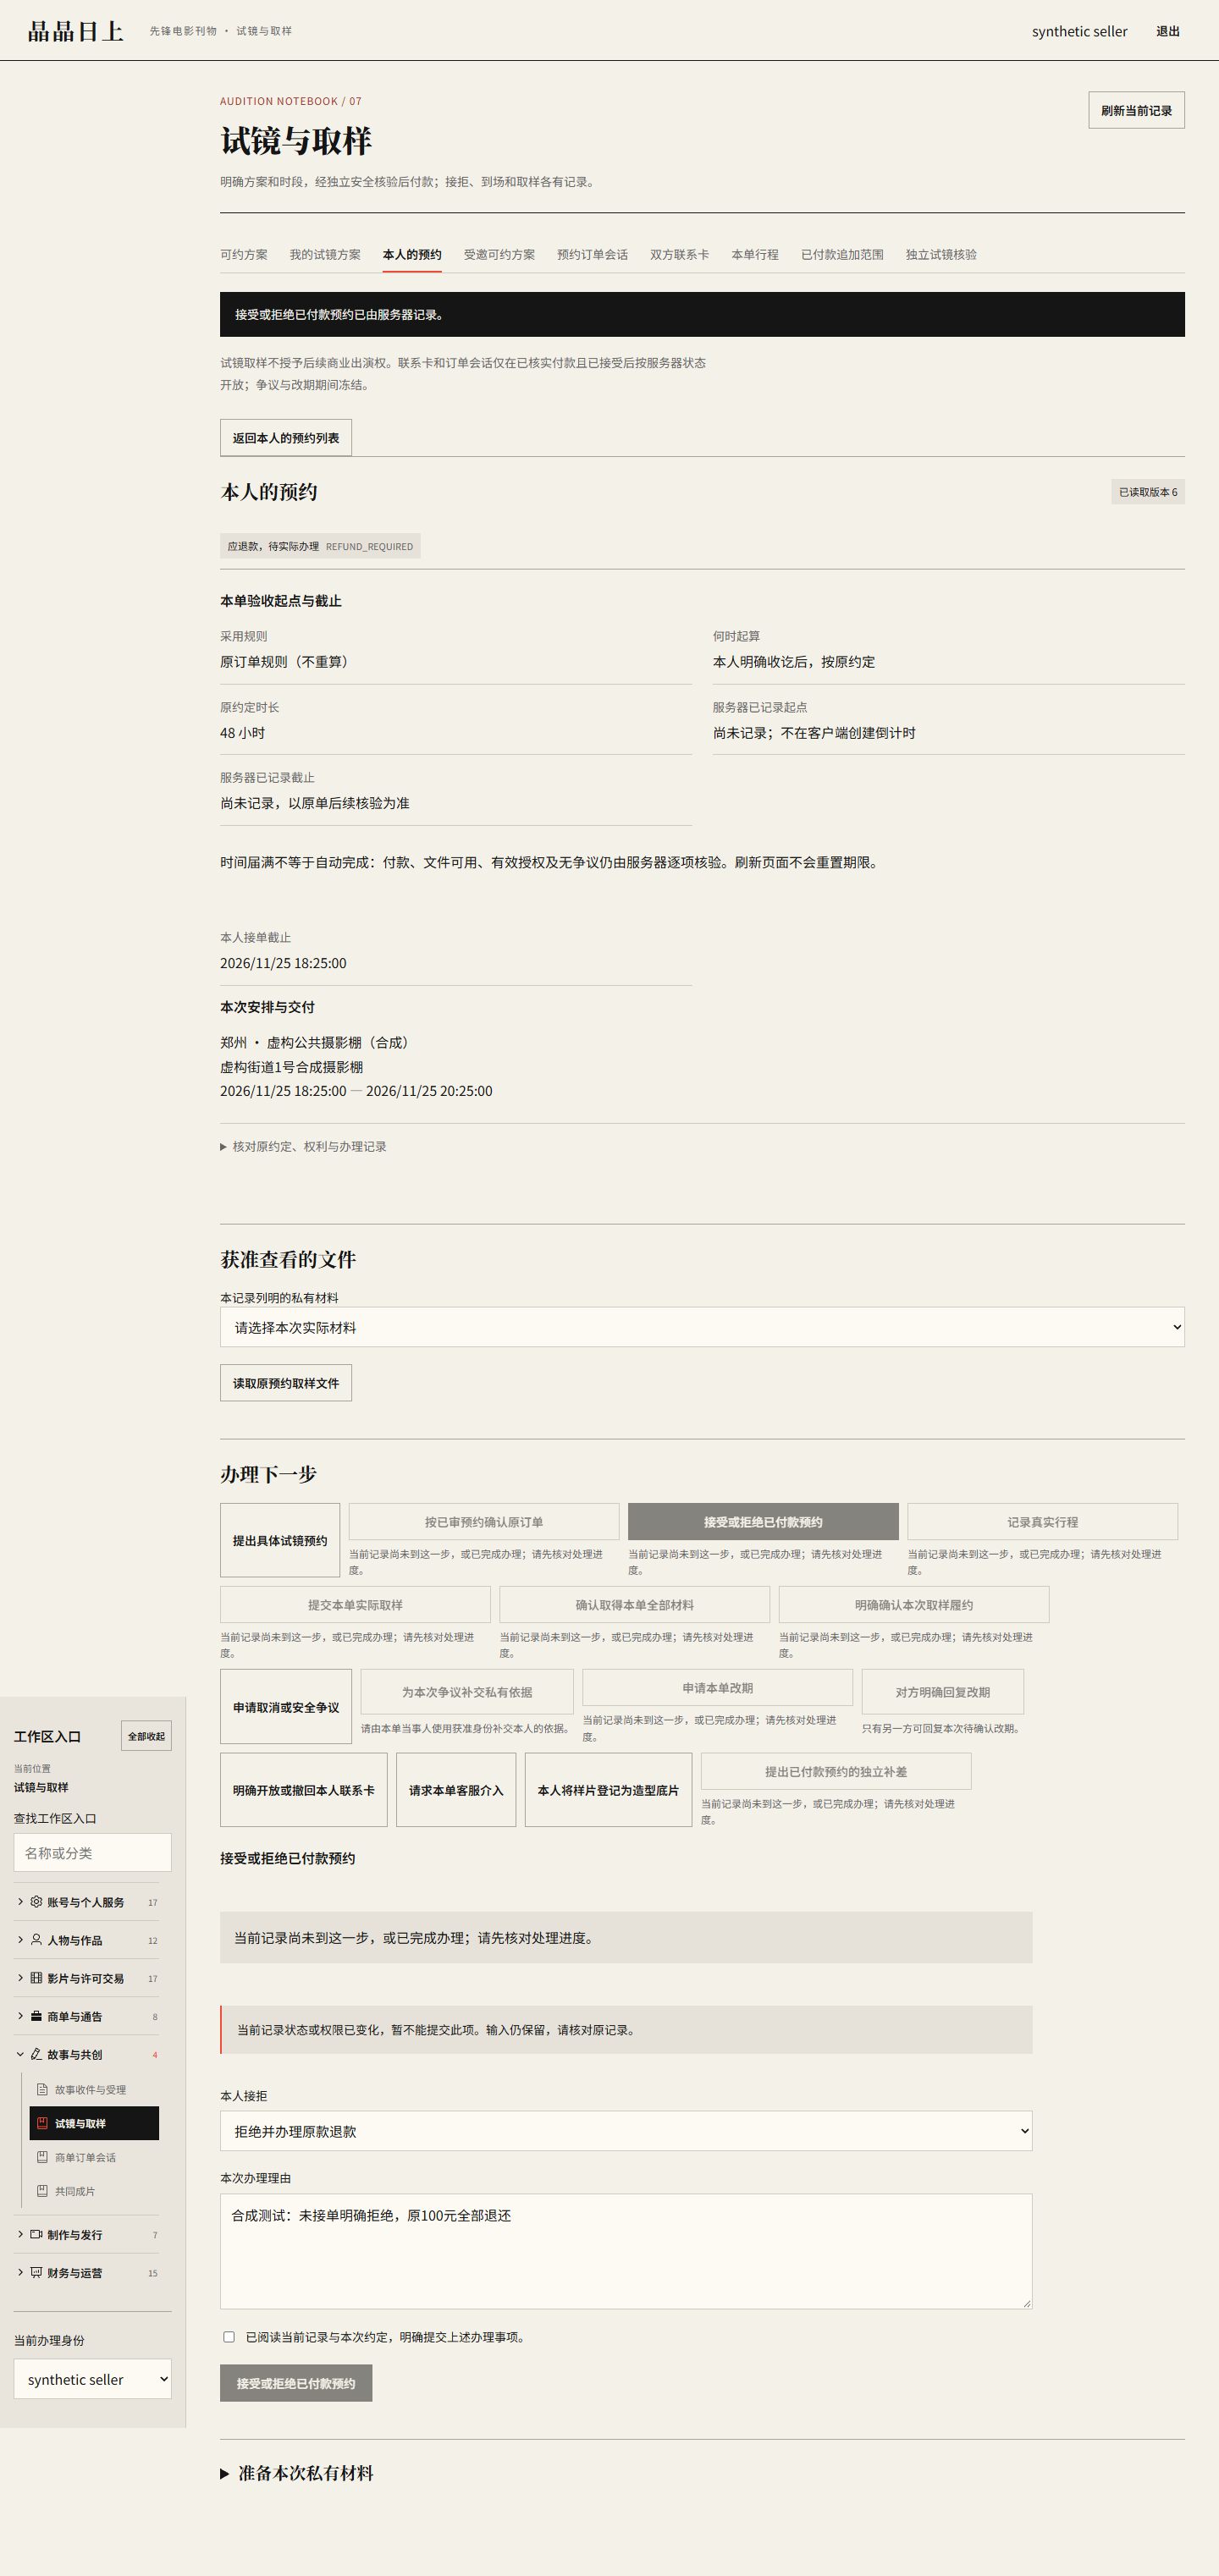 晶晶日上
先锋电影刊物 · 试镜与取样
synthetic seller
退出
AUDITION NOTEBOOK / 07
试镜与取样
刷新当前记录
明确方案和时段，经独立安全核验后付款；接拒、到场和取样各有记录。
可约方案
我的试镜方案
本人的预约
受邀可约方案
预约订单会话
双方联系卡
本单行程
已付款追加范围
独立试镜核验
接受或拒绝已付款预约已由服务器记录。
试镜取样不授予后续商业出演权。联系卡和订单会话仅在已核实付款且已接受后按服务器状态
开放；争议与改期期间冻结。
返回本人的预约列表
本人的预约
已读取版本 6
应退款，待实际办理 REFUND_REQUIRED
本单验收起点与截止
采用规则
原订单规则（不重算）
何时起算
本人明确收讫后，按原约定
原约定时长
48 小时
服务器已记录起点
尚未记录；不在客户端创建倒计时
服务器已记录截止
尚未记录，以原单后续核验为准
时间届满不等于自动完成：付款、文件可用、有效授权及无争议仍由服务器逐项核验。刷新页面不会重置期限。
本人接单截止
2026/11/25 18:25:00
本次安排与交付
郑州 · 虚构公共摄影棚（合成）
虚构街道1号合成摄影棚
2026/11/25 18:25:00 — 2026/11/25 20:25:00
核对原约定、权利与办理记录
获准查看的文件
本记录列明的私有材料
请选择本次实际材料
读取原预约取样文件
办理下一步
提出具体试镜预约
按已审预约确认原订单
当前记录尚未到这一步，或已完成办理；请先核对处理进
度。
接受或拒绝已付款预约
当前记录尚未到这一步，或已完成办理；请先核对处理进
度。
记录真实行程
当前记录尚未到这一步，或已完成办理；请先核对处理进
度。
提交本单实际取样
当前记录尚未到这一步，或已完成办理；请先核对处理进
度。
确认取得本单全部材料
当前记录尚未到这一步，或已完成办理；请先核对处理进
度。
明确确认本次取样履约
当前记录尚未到这一步，或已完成办理；请先核对处理进
度。
申请取消或安全争议
为本次争议补交私有依据
请由本单当事人使用获准身份补交本人的依据。
申请本单改期
当前记录尚未到这一步，或已完成办理；请先核对处理进
度。
对方明确回复改期
只有另一方可回复本次待确认改期。
明确开放或撤回本人联系卡
请求本单客服介入
本人将样片登记为造型底片
提出已付款预约的独立补差
当前记录尚未到这一步，或已完成办理；请先核对处理进
度。
接受或拒绝已付款预约
当前记录尚未到这一步，或已完成办理；请先核对处理进度。
当前记录状态或权限已变化，暂不能提交此项。输入仍保留，请核对原记录。
本人接拒
拒绝并办理原款退款
本次办理理由
合成测试：未接单明确拒绝，原100元全部退还
已阅读当前记录与本次约定，明确提交上述办理事项。
接受或拒绝已付款预约
准备本次私有材料
工作区入口
全部收起
当前位置
试镜与取样
查找工作区入口
名称或分类
账号与个人服务 17
人物与作品 12
影片与许可交易 17
商单与通告 8
故事与共创 4
故事收件与受理
试镜与取样
商单订单会话
共同成片
制作与发行 7
财务与运营 15
当前办理身份
synthetic seller